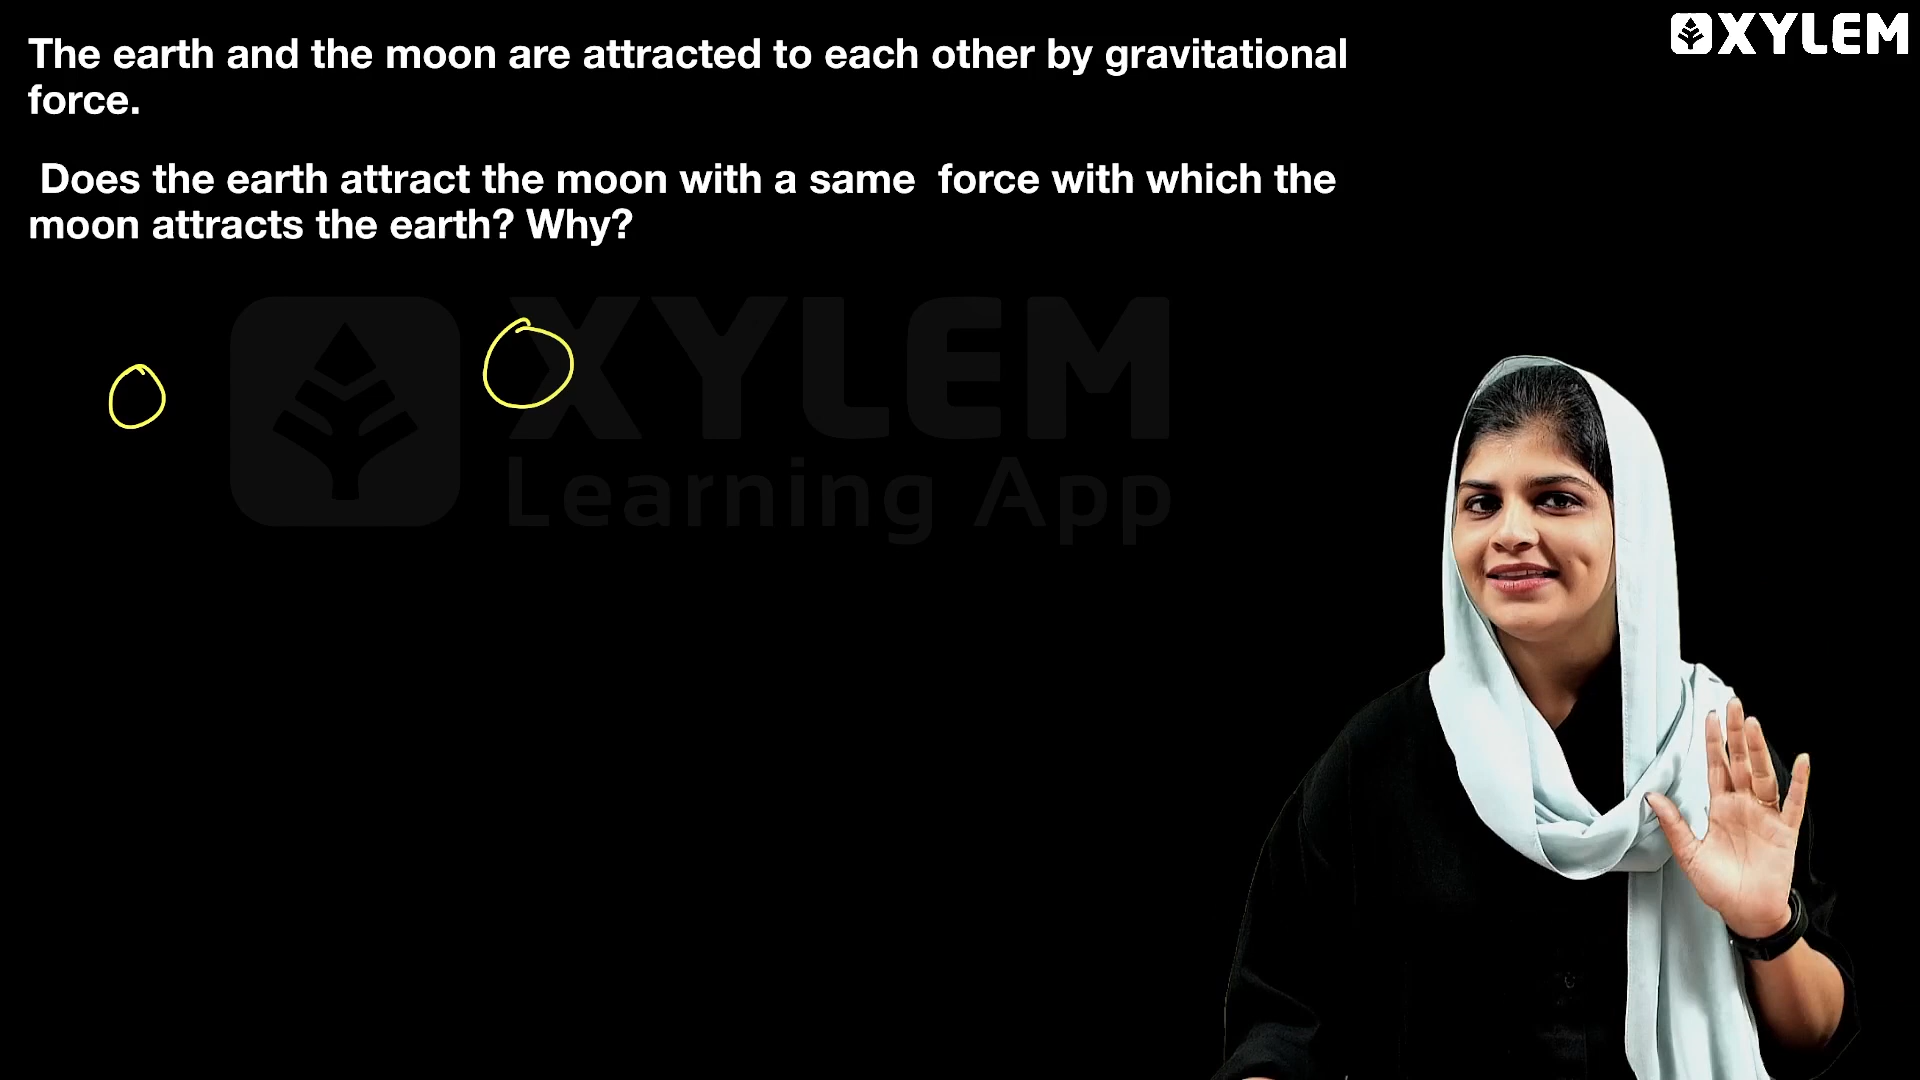 XYLEM
The earth and the moon are attracted to each other by gravitational
force.
Does the earth attract the moon with a same force with which the
moon attracts the earth? Why?
XYLEM
Learning App